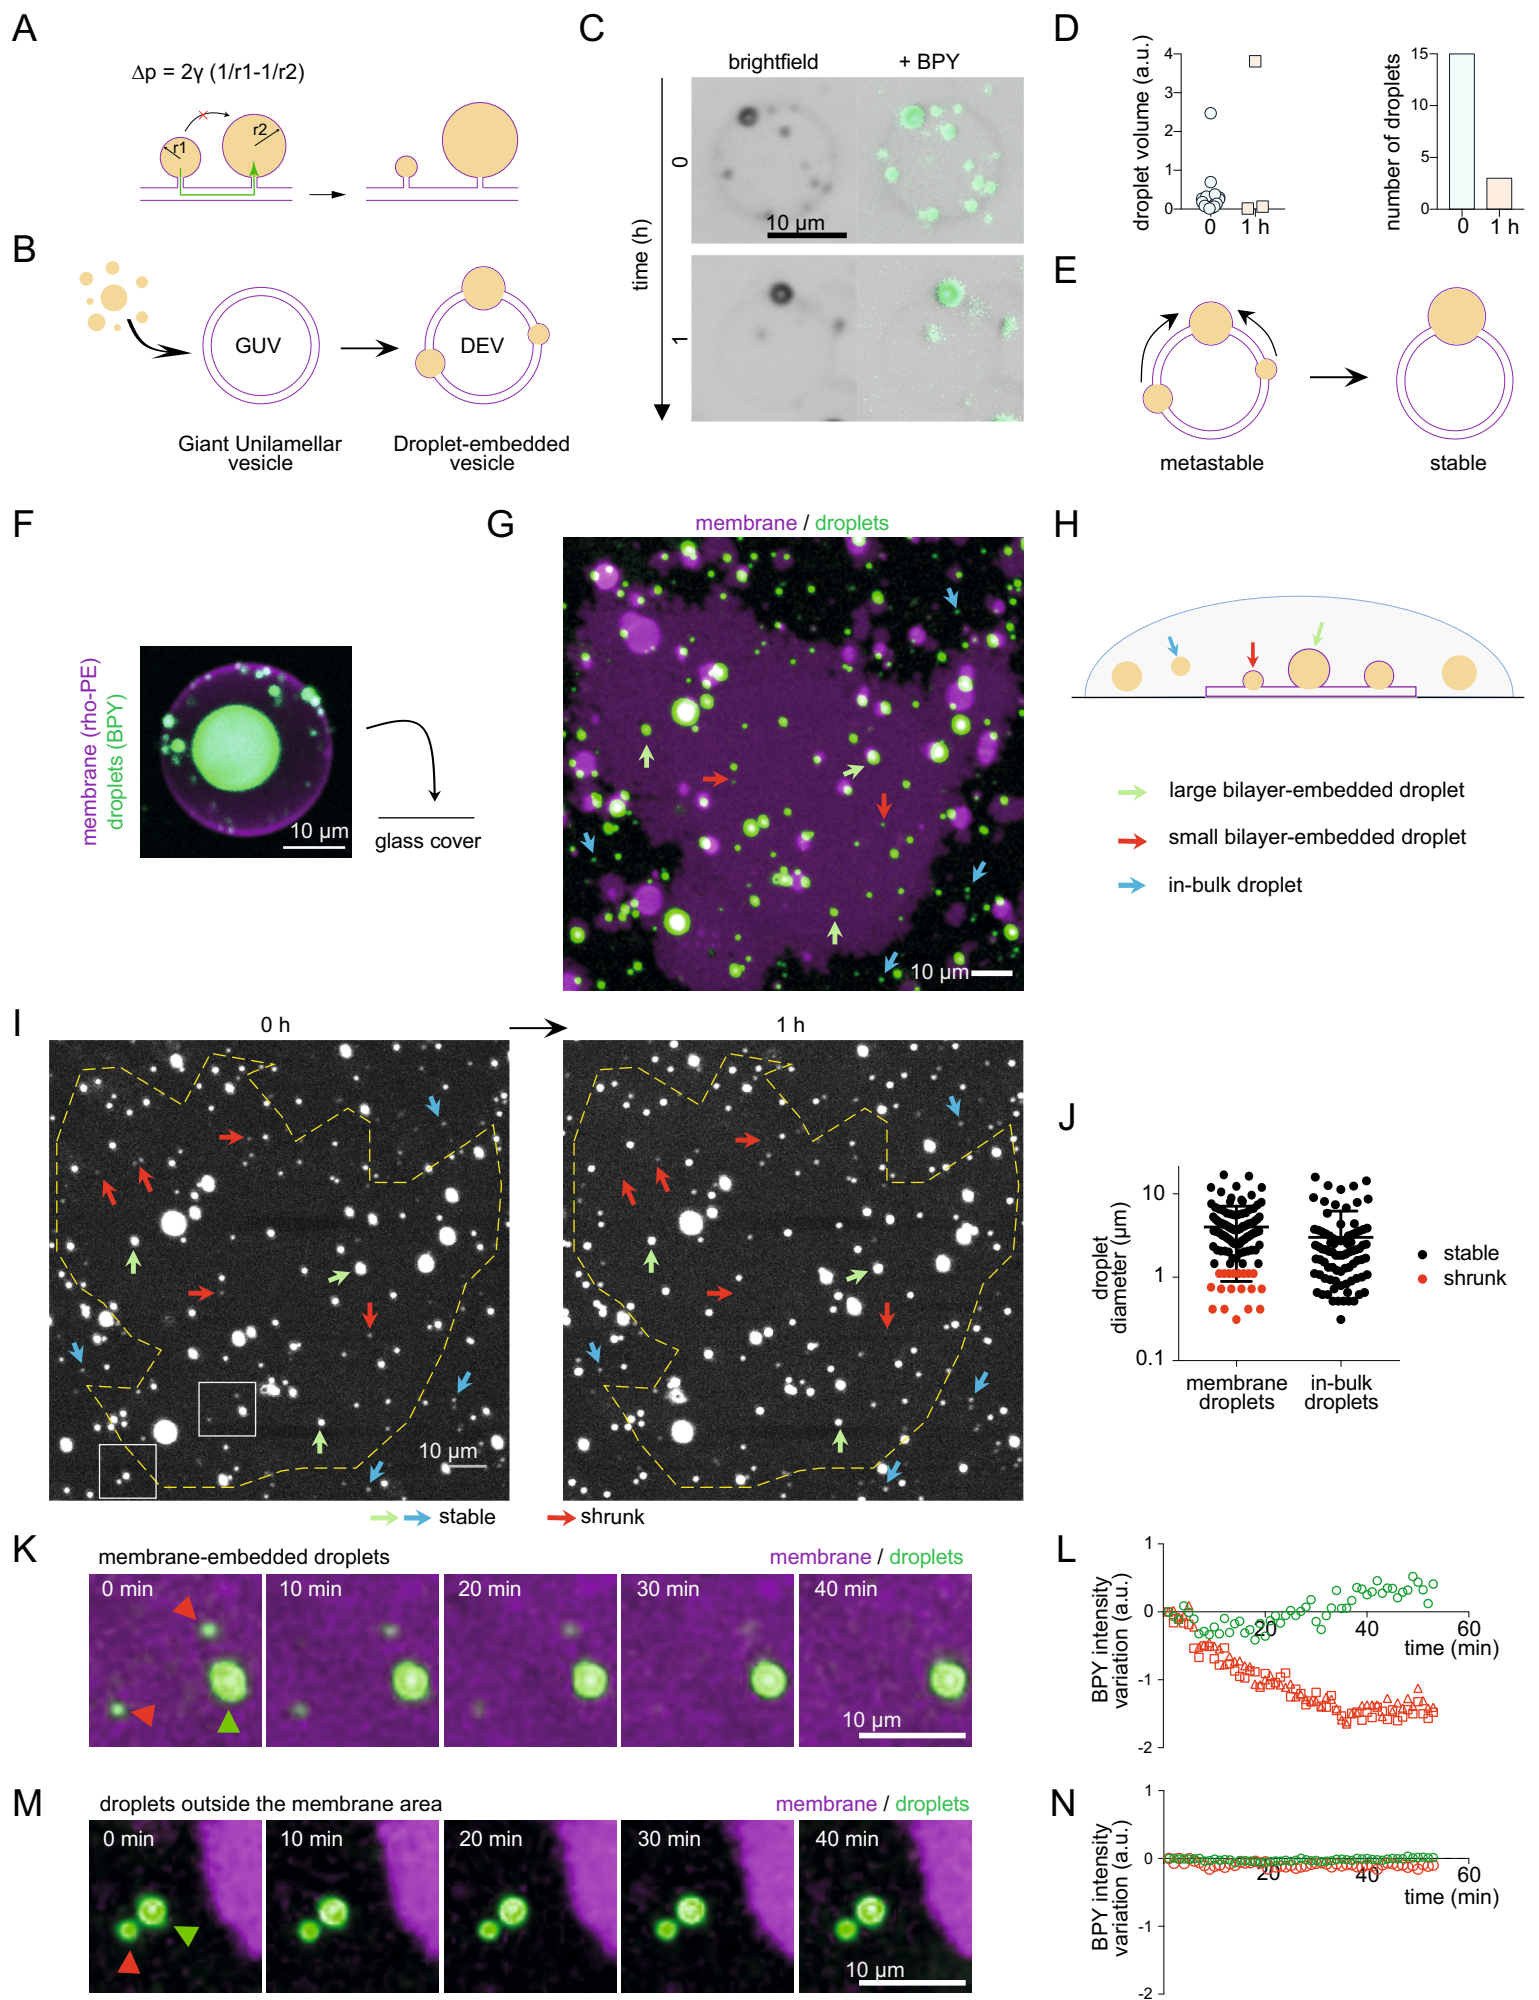 A
Δp = 2γ (1/r1-1/r2)
r1
r2
B
GUV
DEV
Giant Unilamellar
vesicle
Droplet-embedded
vesicle
C
brightfield
+ BPY
time (h)
0
1
10 µm
D
droplet volume (a.u.)
4
3
2
1
0
0
1 h
number of droplets
15
10
5
0
0
1 h
E
metastable
stable
F
membrane (rho-PE)
droplets (BPY)
10 µm
glass cover
G
membrane / droplets
10 µm
H
large bilayer-embedded droplet
small bilayer-embedded droplet
in-bulk droplet
I
0 h
1 h
10 µm
stable
shrunk
J
droplet
diameter (µm)
10
1
0.1
membrane
droplets
in-bulk
droplets
stable
shrunk
K
membrane-embedded droplets
membrane / droplets
0 min
10 min
20 min
30 min
40 min
10 µm
L
BPY intensity
variation (a.u.)
1
0
-1
-2
20
40
60
time (min)
M
droplets outside the membrane area
membrane / droplets
0 min
10 min
20 min
30 min
40 min
10 µm
N
BPY intensity
variation (a.u.)
1
0
-1
-2
20
40
60
time (min)